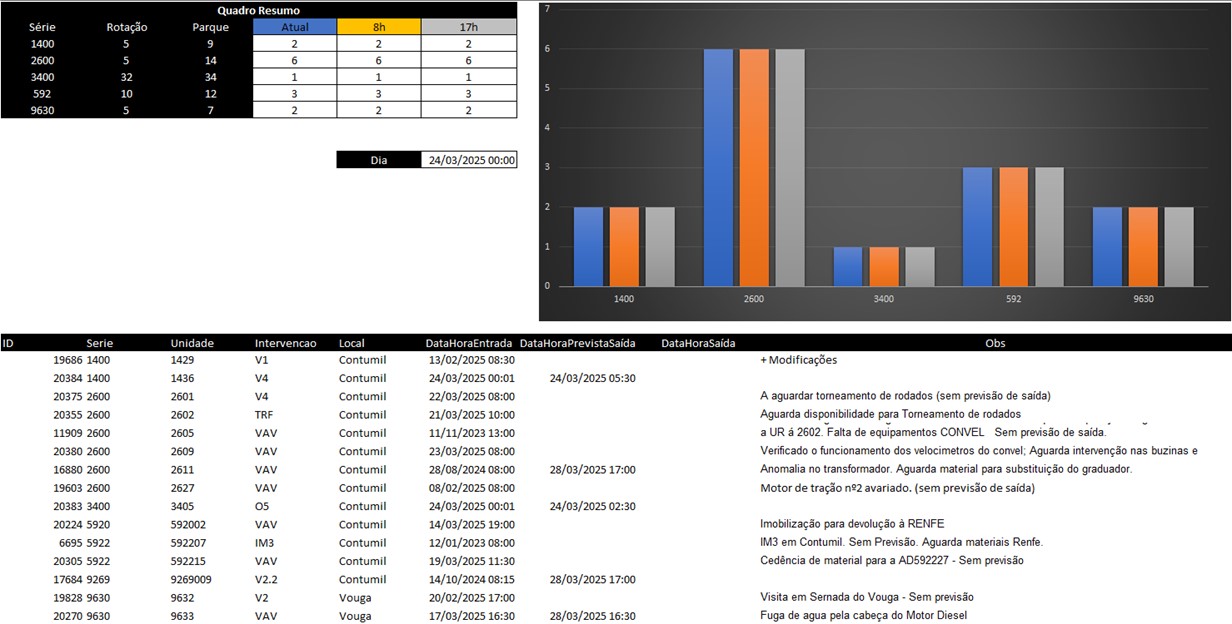 Quadro Resumo
Série Rotação Parque Atual 8h 17h
1400 5 9 2 2 2
2600 5 14 6 6 6
3400 32 34 1 1 1
592 10 12 3 3 3
9630 5 7 2 2 2
Dia 24/03/2025 00:00
7
6
5
4
3
2
1
0
1400 2600 3400 592 9630
ID Serie Unidade Intervencao Local DataHoraEntrada DataHoraPrevistaSaída DataHoraSaída Obs
19686 1400 1429 V1 Contumil 13/02/2025 08:30 + Modificações
20384 1400 1436 V4 Contumil 24/03/2025 00:01 24/03/2025 05:30
20375 2600 2601 V4 Contumil 22/03/2025 08:00 A aguardar torneamento de rodados (sem previsão de saída)
20355 2600 2602 TRF Contumil 21/03/2025 10:00 Aguarda disponibilidade para Torneamento de rodados
11909 2600 2605 VAV Contumil 11/11/2023 13:00 a UR á 2602. Falta de equipamentos CONVEL Sem previsão de saída.
20380 2600 2609 VAV Contumil 23/03/2025 08:00 Verificado o funcionamento dos velocimetros do convel; Aguarda intervenção nas buzinas e
16880 2600 2611 VAV Contumil 28/08/2024 08:00 28/03/2025 17:00 Anomalia no transformador. Aguarda material para substituição do graduador.
19603 2600 2627 VAV Contumil 08/02/2025 08:00 Motor de tração nº2 avariado. (sem previsão de saída)
20383 3400 3405 O5 Contumil 24/03/2025 00:01 24/03/2025 02:30
20224 5920 592002 VAV Contumil 14/03/2025 19:00 Imobilização para devolução à RENFE
6695 5922 592207 IM3 Contumil 12/01/2023 08:00 IM3 em Contumil. Sem Previsão. Aguarda materiais Renfe.
20305 5922 592215 VAV Contumil 19/03/2025 11:30 Cedência de material para a AD592227 - Sem previsão
17684 9269 9269009 V2.2 Contumil 14/10/2024 08:15 28/03/2025 17:00
19828 9630 9632 V2 Vouga 20/02/2025 17:00 Visita em Sernada do Vouga - Sem previsão
20270 9630 9633 VAV Vouga 17/03/2025 16:30 28/03/2025 16:30 Fuga de agua pela cabeça do Motor Diesel